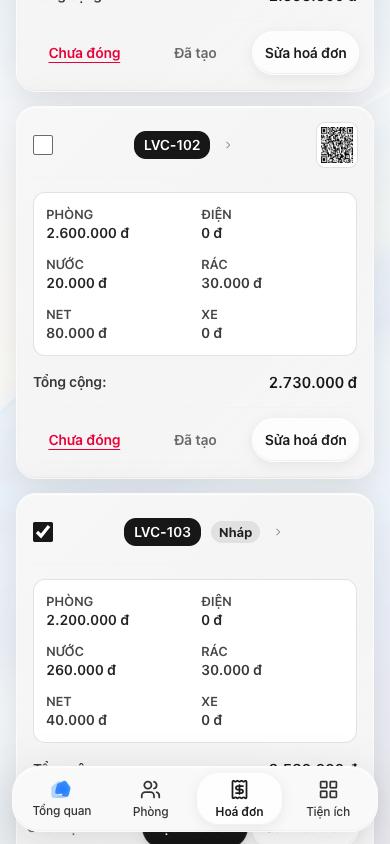 Chưa đóng Đã tạo Sửa hoá đơn
LVC-102
PHÒNG ĐIỆN
2.600.000 đ 0 đ
NƯỚC RÁC
20.000 đ 30.000 đ
NET XE
80.000 đ 0 đ
Tổng cộng: 2.730.000 đ
Chưa đóng Đã tạo Sửa hoá đơn
LVC-103 Nháp
PHÒNG ĐIỆN
2.200.000 đ 0 đ
NƯỚC RÁC
260.000 đ 30.000 đ
NET XE
40.000 đ 0 đ
Tổng quan Phòng Hoá đơn Tiện ích